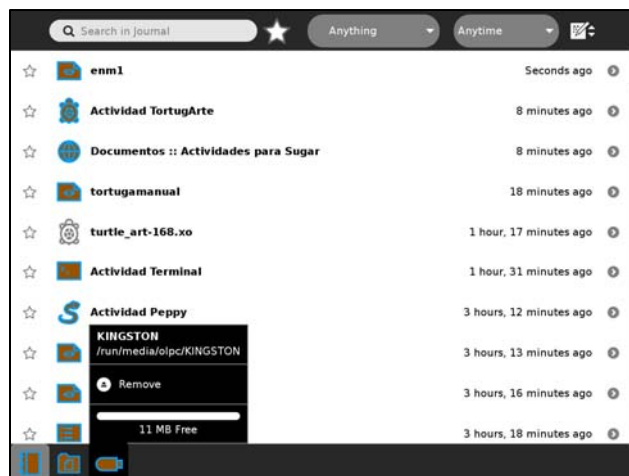 Search in Journal Anything Anytime
enm1 Seconds ago
Actividad TortugArte 8 minutes ago
Documentos :: Actividades para Sugar 8 minutes ago
tortugamanual 18 minutes ago
turtle_art-168.xo 1 hour, 17 minutes ago
Actividad Terminal 1 hour, 31 minutes ago
Actividad Peppy 3 hours, 12 minutes ago
KINGSTON
/run/media/olpc/KINGSTON 3 hours, 13 minutes ago
Remove 3 hours, 16 minutes ago
11 MB Free 3 hours, 18 minutes ago